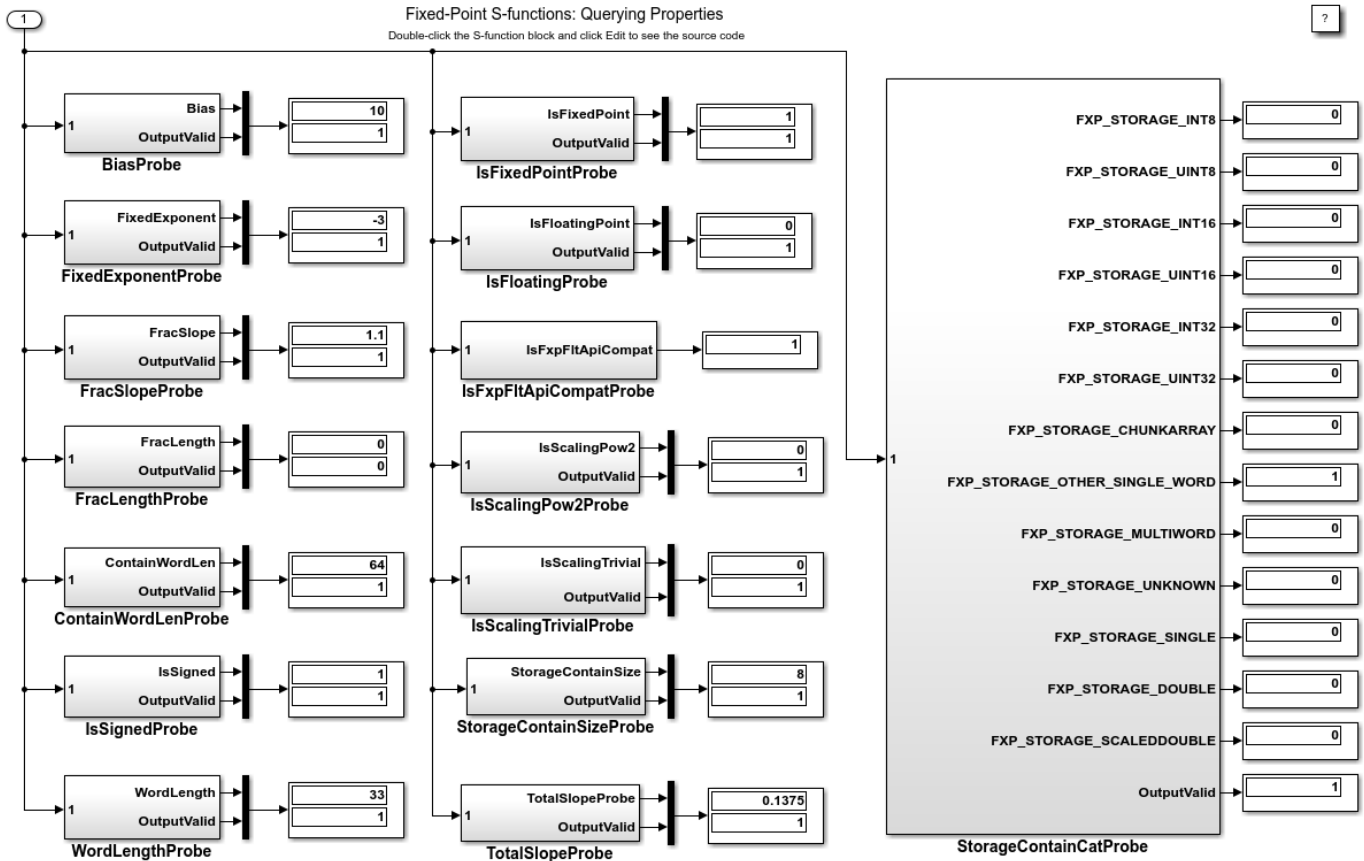 1
Fixed-Point S-functions: Querying Properties
?
Double-click the S-function block and click Edit to see the source code
1
Bias
OutputValid
10
1
BiasProbe
1
FixedExponent
OutputValid
-3
1
FixedExponentProbe
1
FracSlope
OutputValid
1.1
1
FracSlopeProbe
1
FracLength
OutputValid
0
0
FracLengthProbe
1
ContainWordLen
OutputValid
64
1
ContainWordLenProbe
1
IsSigned
OutputValid
1
1
IsSignedProbe
1
WordLength
OutputValid
33
1
WordLengthProbe
1
IsFixedPoint
OutputValid
1
1
IsFixedPointProbe
1
IsFloatingPoint
OutputValid
0
1
IsFloatingProbe
1
IsFxpFltApiCompat
1
IsFxpFltApiCompatProbe
1
IsScalingPow2
OutputValid
0
1
IsScalingPow2Probe
1
IsScalingTrivial
OutputValid
0
1
IsScalingTrivialProbe
1
StorageContainSize
OutputValid
8
1
StorageContainSizeProbe
1
TotalSlopeProbe
OutputValid
0.1375
1
TotalSlopeProbe
1
FXP_STORAGE_INT8 0
FXP_STORAGE_UINT8 0
FXP_STORAGE_INT16 0
FXP_STORAGE_UINT16 0
FXP_STORAGE_INT32 0
FXP_STORAGE_UINT32 0
FXP_STORAGE_CHUNKARRAY 0
FXP_STORAGE_OTHER_SINGLE_WORD 1
FXP_STORAGE_MULTIWORD 0
FXP_STORAGE_UNKNOWN 0
FXP_STORAGE_SINGLE 0
FXP_STORAGE_DOUBLE 0
FXP_STORAGE_SCALEDDOUBLE 0
OutputValid 1
StorageContainCatProbe